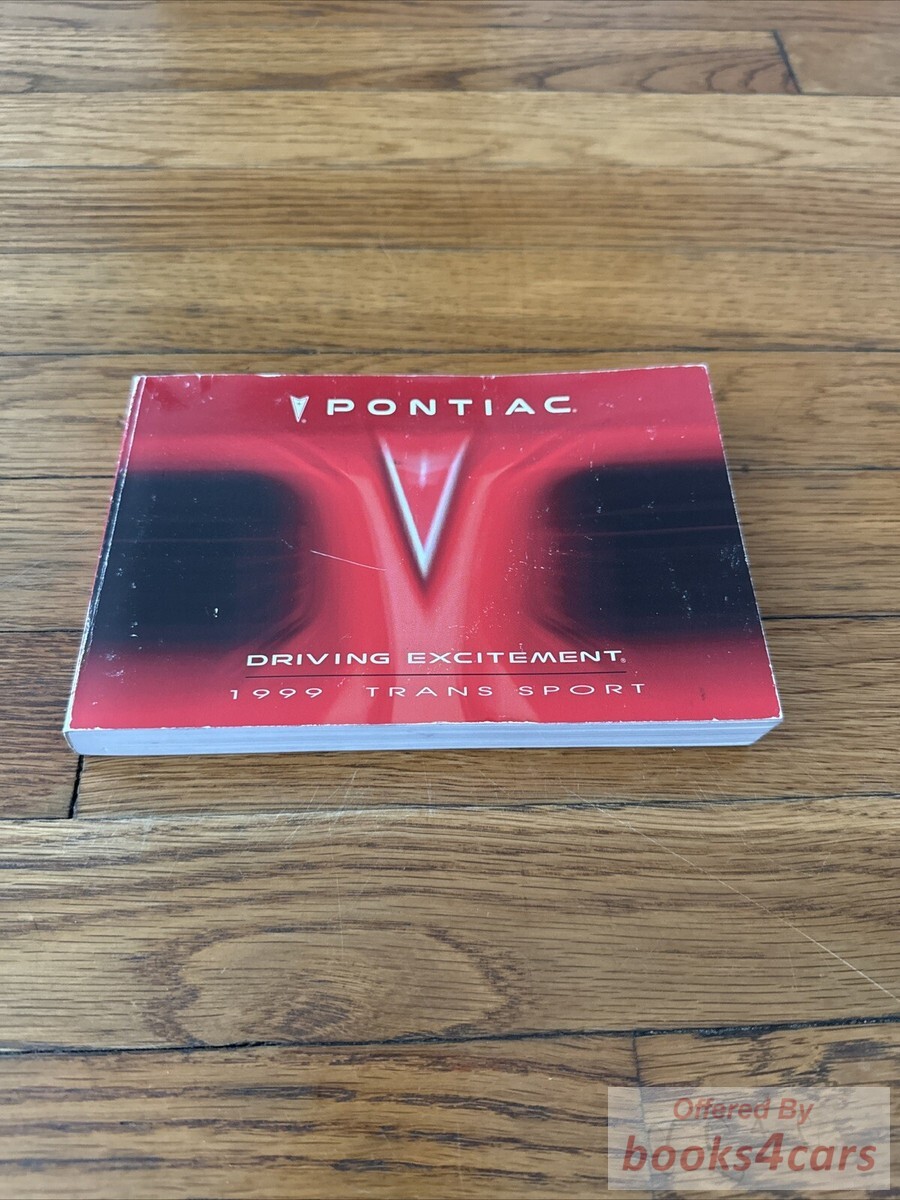 PONTIAC®
DRIVING EXCITEMENT®
1999 TRANS SPORT
Offered By
books4cars